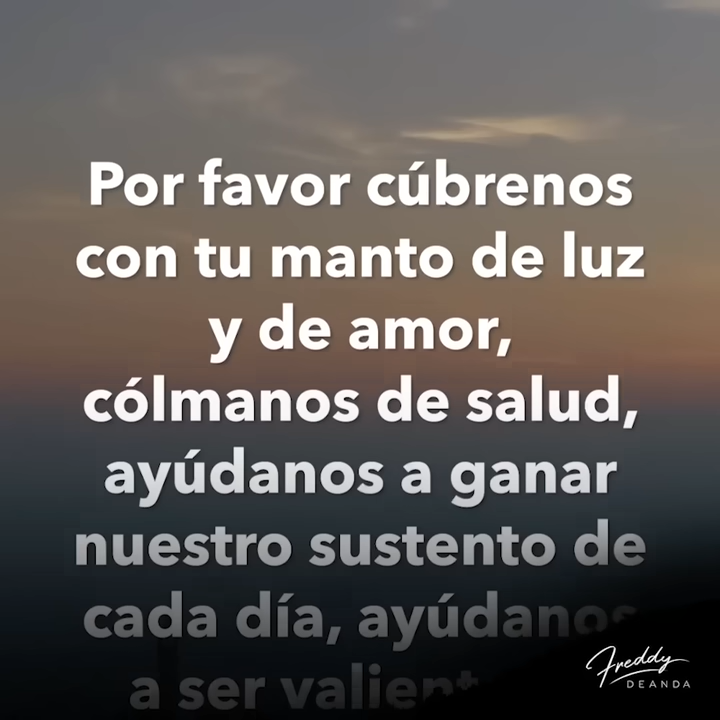 Por favor cúbrenos
con tu manto de luz
y de amor,
cólmanos de salud,
ayúdanos a ganar
nuestro sustento de
cada día, ayúdanos
a ser
Freddy
DEANDA